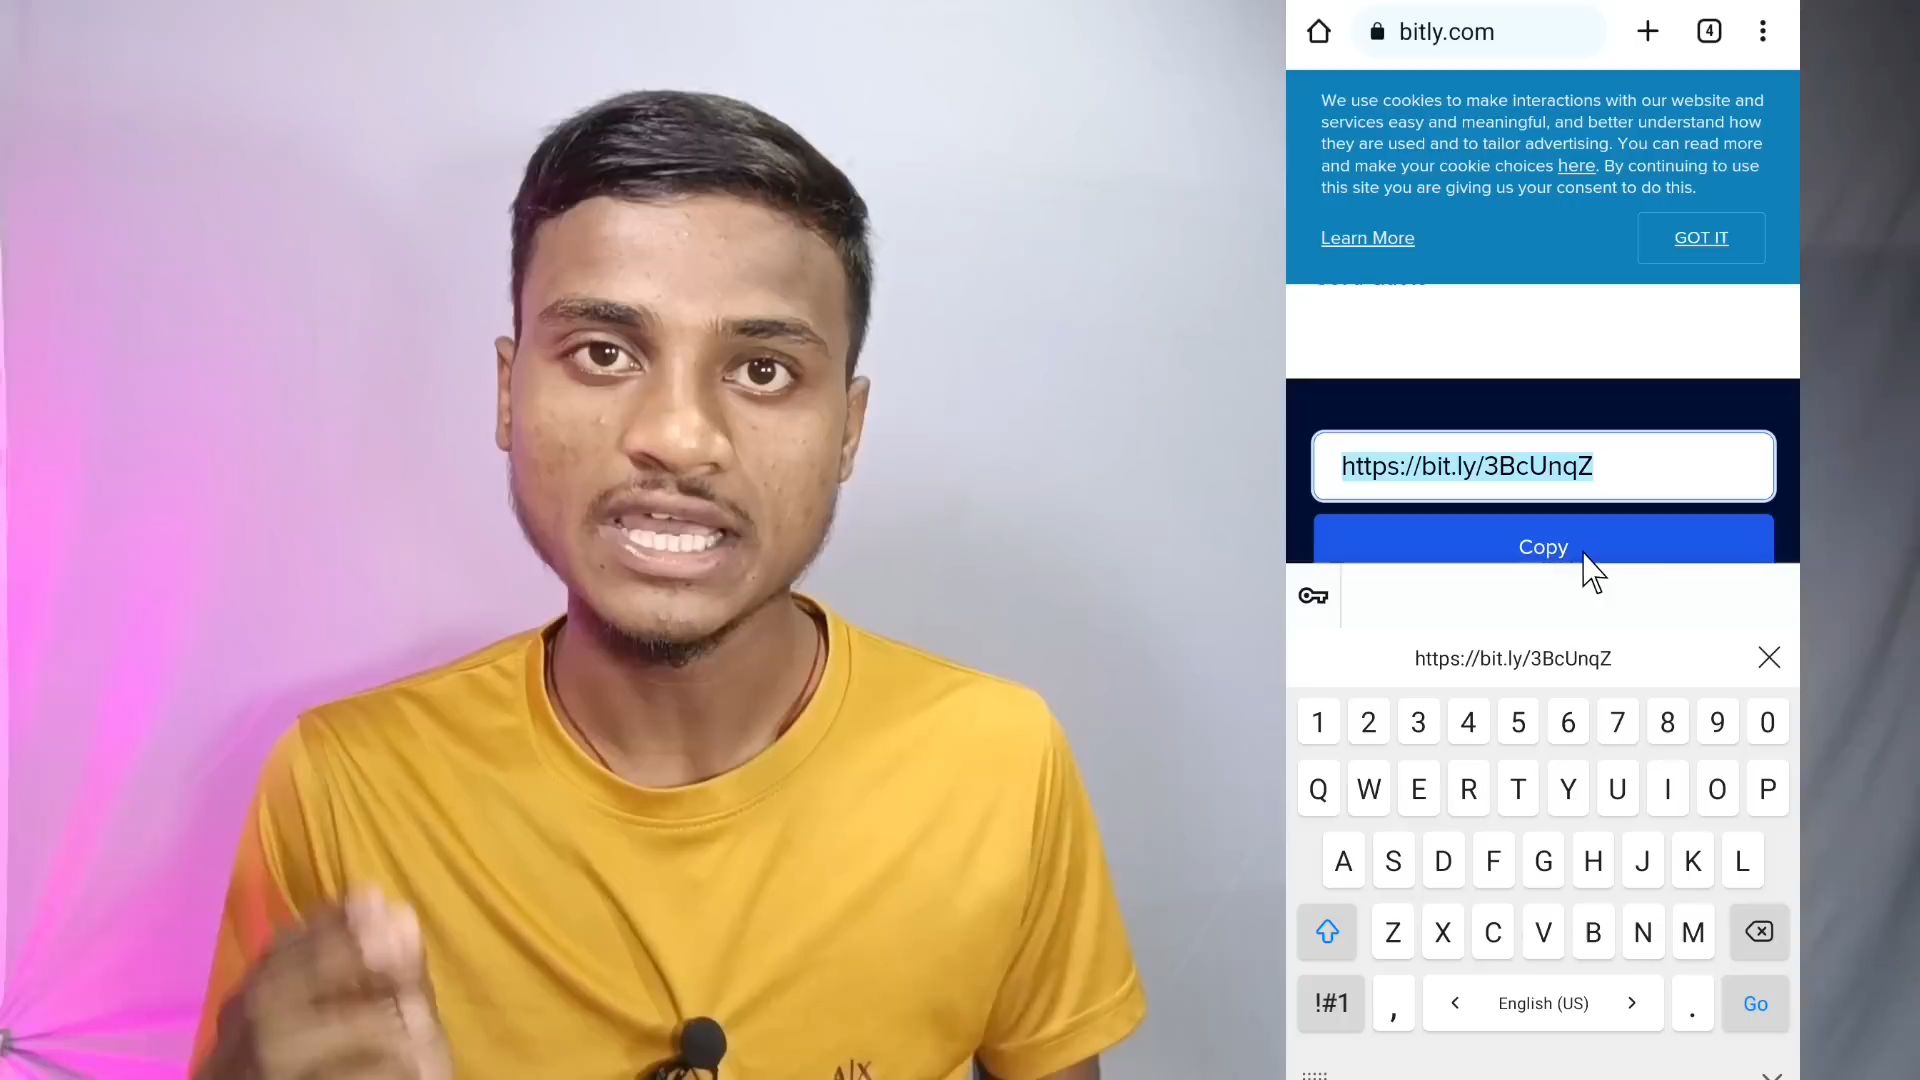 bitly.com
4
We use cookies to make interactions with our website and
services easy and meaningful, and better understand how
they are used and to tailor advertising. You can read more
and make your cookie choices here. By continuing to use
this site you are giving us your consent to do this.
Learn More
GOT IT
https://bit.ly/3BcUnqZ
Copy
https://bit.ly/3BcUnqZ
1 2 3 4 5 6 7 8 9 0
Q W E R T Y U I O P
A S D F G H J K L
Z X C V B N M
!#1 , < English (US) > . Go
A|X